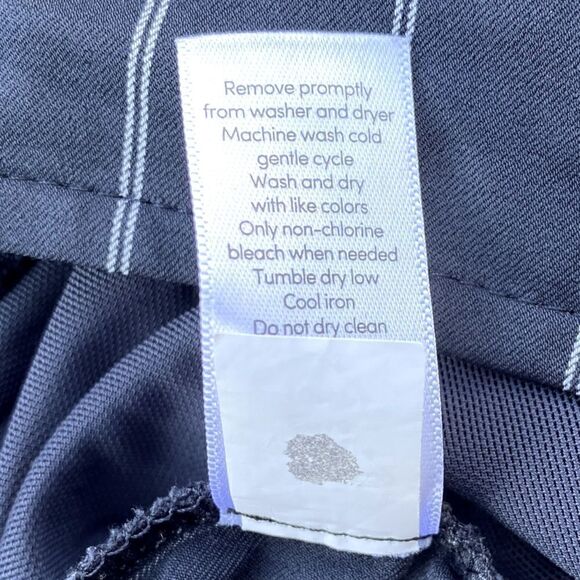 Remove promptly
from washer and dryer
Machine wash cold
gentle cycle
Wash and dry
with like colors
Only non-chlorine
bleach when needed
Tumble dry low
Cool iron
Do not dry clean